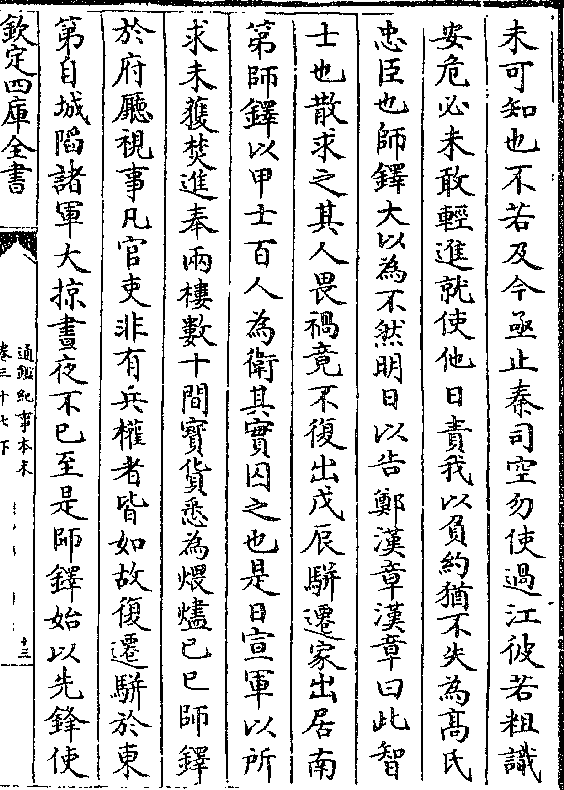 未可知也不若及今亟止秦司空勿使過江彼若粗識
安危必未敢輕進就使他日責我以負約猶不失為髙氏
忠臣也師鐸大以為不然明日以告鄭漢章漢章曰此智
士也散求之其人畏禍竟不復出戊辰駢遷家出居南
第師鐸以甲士百人為衛其實囚之也是日宣軍以所
求未獲焚進奉兩樓數十間寳貨悉為煨燼己巳師鐸
於府廳視事凡官吏非有兵權者皆如故復遷駢於東
第自城陷諸軍大掠晝夜不已至是師鐸始以先鋒使
欽定四庫全書
通鑑紀事本末
卷三十七下
十三